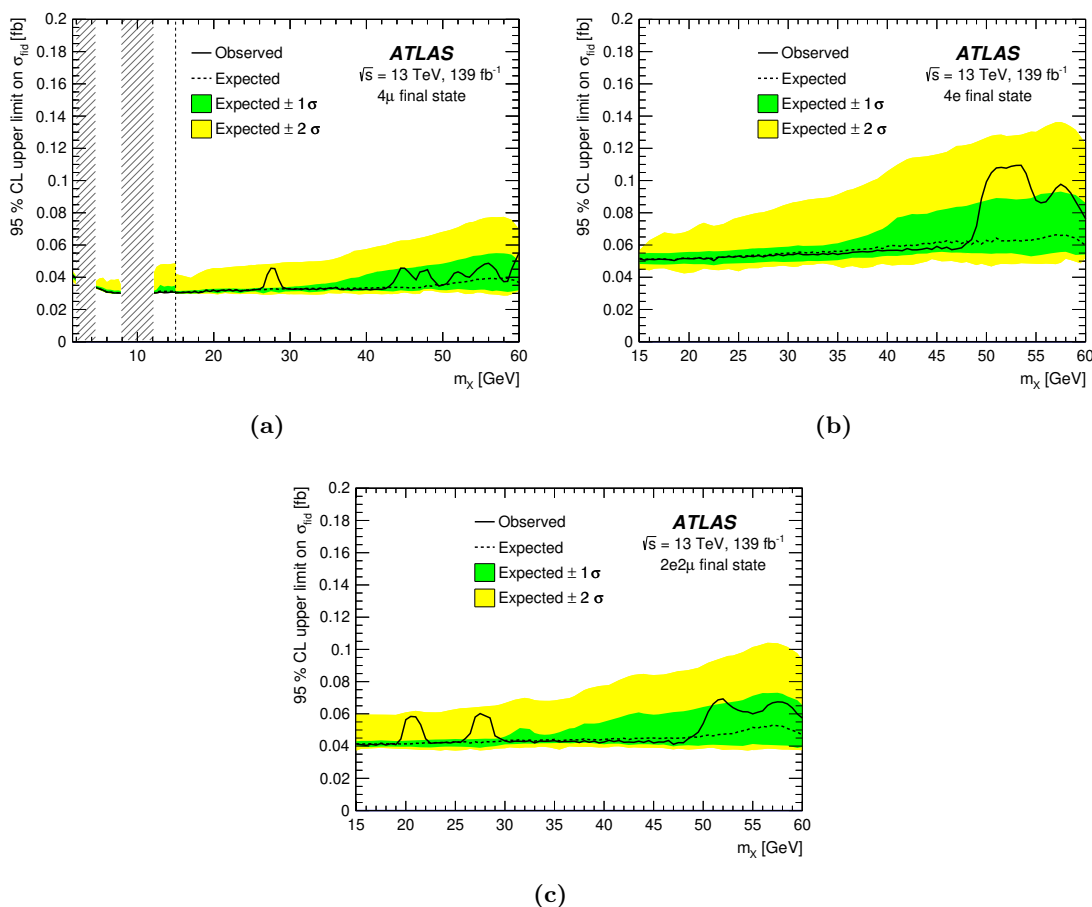 95 % CL upper limit on σ_fid [fb]
0.2
0.18
0.16
0.14
0.12
0.1
0.08
0.06
0.04
0.02
0
Observed
Expected
Expected ± 1 σ
Expected ± 2 σ
ATLAS
√s = 13 TeV, 139 fb⁻¹
4μ final state
10 20 30 40 50 60
m_X [GeV]
(a)
95 % CL upper limit on σ_fid [fb]
0.2
0.18
0.16
0.14
0.12
0.1
0.08
0.06
0.04
0.02
0
Observed
Expected
Expected ± 1 σ
Expected ± 2 σ
ATLAS
√s = 13 TeV, 139 fb⁻¹
4e final state
15 20 25 30 35 40 45 50 55 60
m_X [GeV]
(b)
95 % CL upper limit on σ_fid [fb]
0.2
0.18
0.16
0.14
0.12
0.1
0.08
0.06
0.04
0.02
0
Observed
Expected
Expected ± 1 σ
Expected ± 2 σ
ATLAS
√s = 13 TeV, 139 fb⁻¹
2e2μ final state
15 20 25 30 35 40 45 50 55 60
m_X [GeV]
(c)